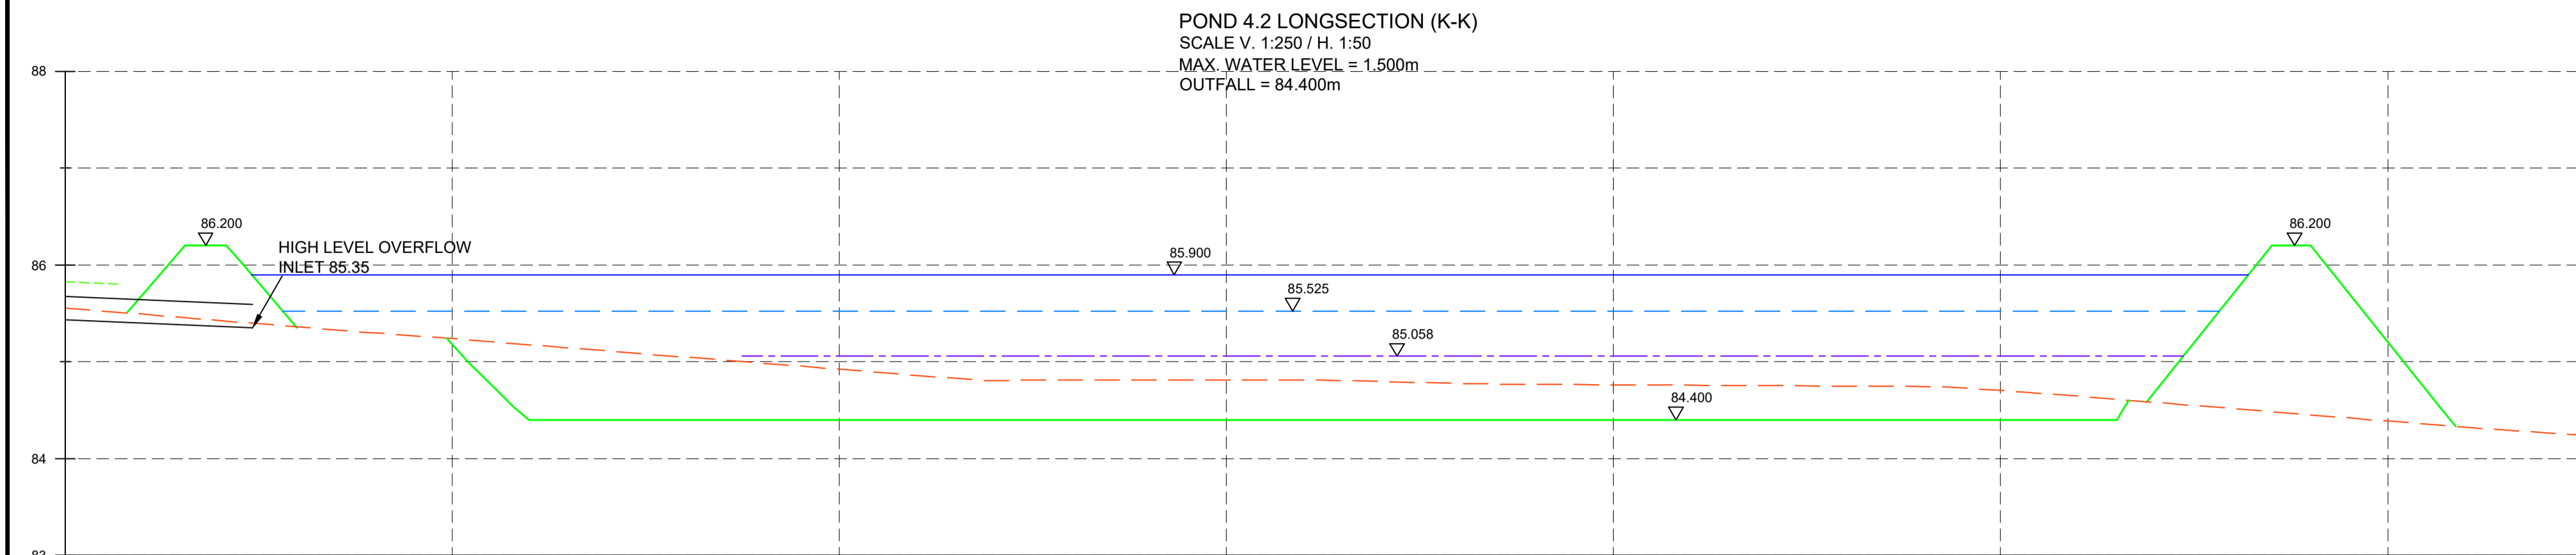 POND 4.2 LONGSECTION (K-K)
SCALE V. 1:250 / H. 1:50
MAX. WATER LEVEL = 1.500m
OUTFALL = 84.400m
88
86.200
86.200
HIGH LEVEL OVERFLOW
INLET 85.35
85.900
86
85.525
85.058
84.400
84
83